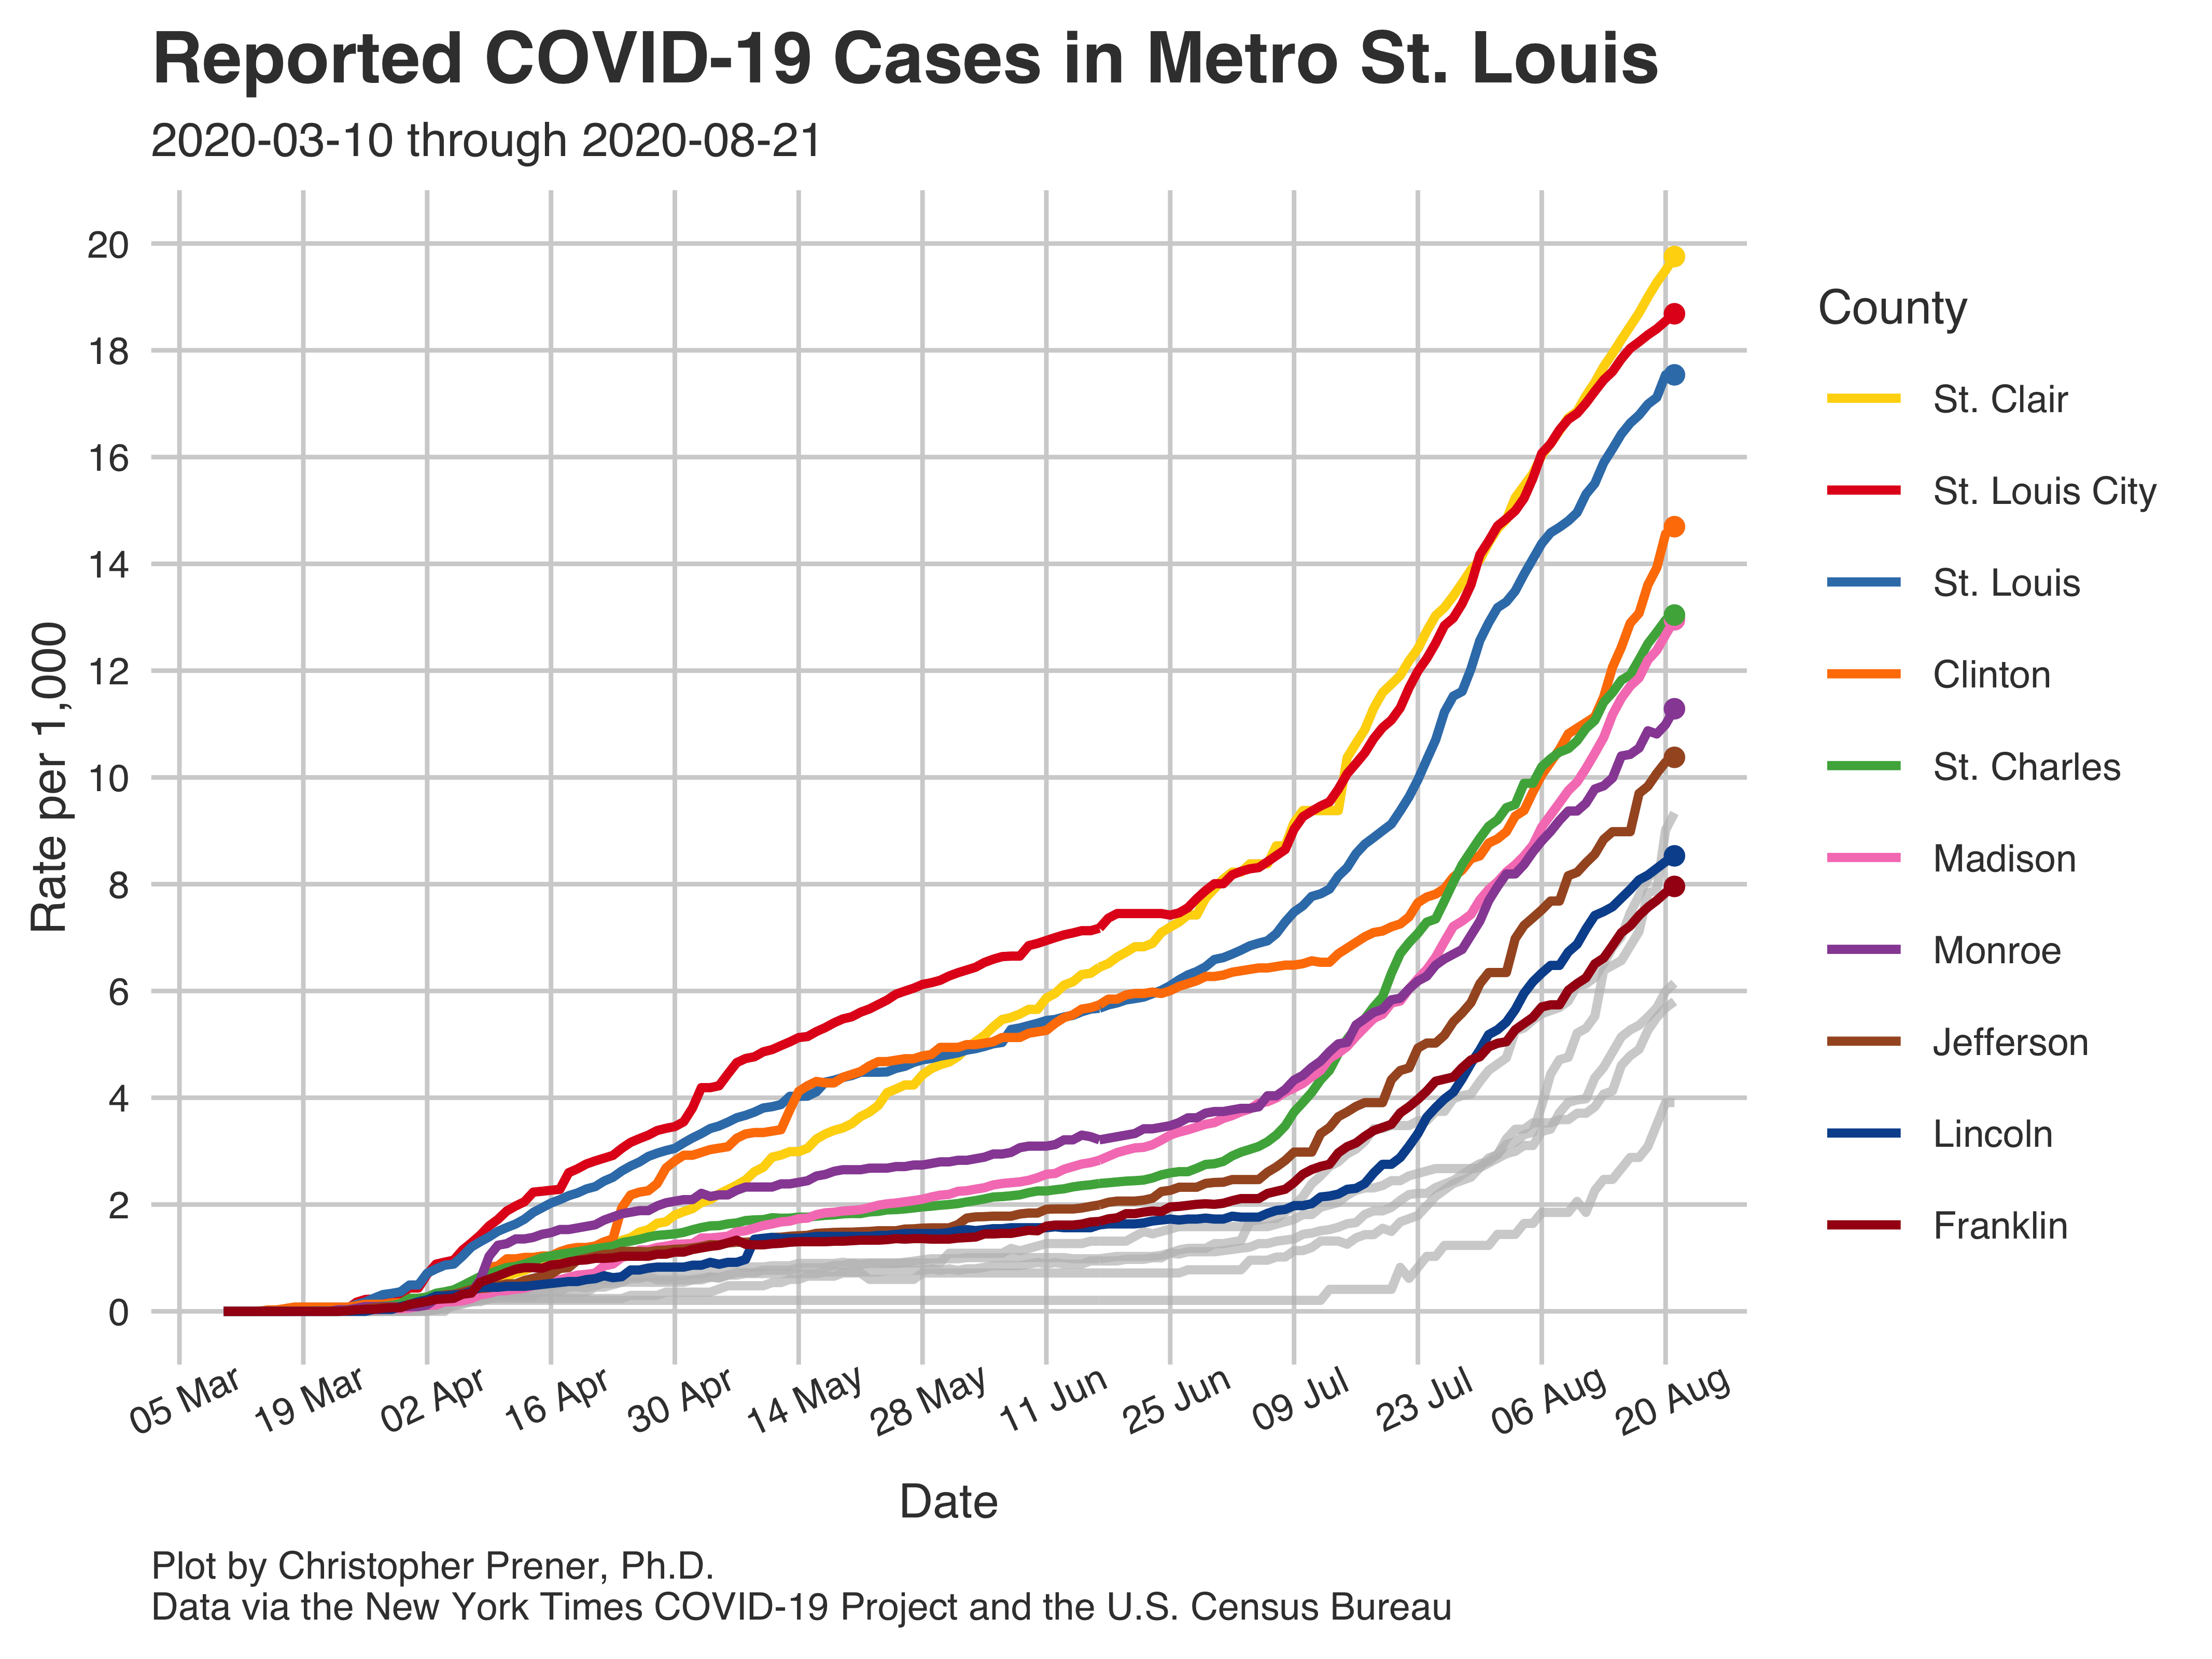 Reported COVID-19 Cases in Metro St. Louis
2020-03-10 through 2020-08-21
Rate per 1,000
20
18
16
14
12
10
8
6
4
2
0
05 Mar
19 Mar
02 Apr
16 Apr
30 Apr
14 May
28 May
11 Jun
25 Jun
09 Jul
23 Jul
06 Aug
20 Aug
Date
County
St. Clair
St. Louis City
St. Louis
Clinton
St. Charles
Madison
Monroe
Jefferson
Lincoln
Franklin
Plot by Christopher Prener, Ph.D.
Data via the New York Times COVID-19 Project and the U.S. Census Bureau